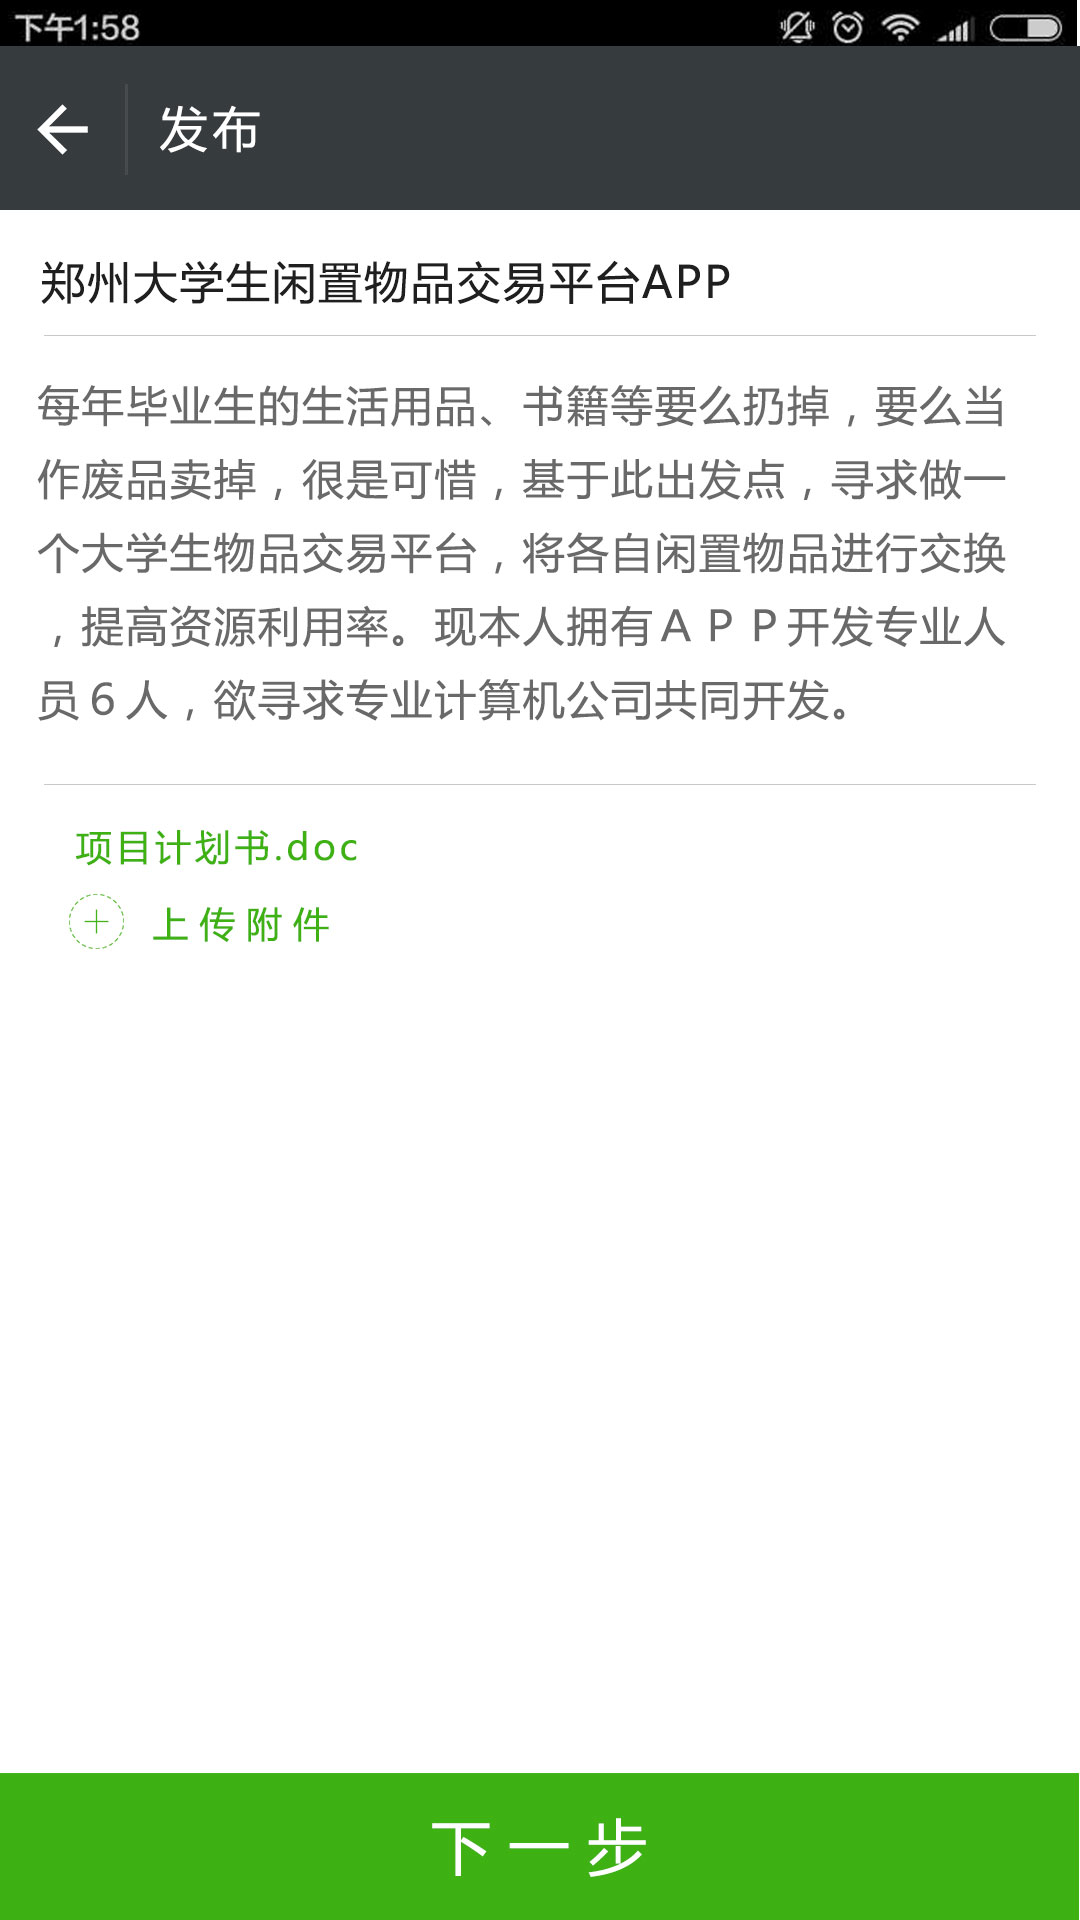 下午1:58
发布
郑州大学生闲置物品交易平台APP
每年毕业生的生活用品、书籍等要么扔掉，要么当
作废品卖掉，很是可惜，基于此出发点，寻求做一
个大学生物品交易平台，将各自闲置物品进行交换
，提高资源利用率。现本人拥有ＡＰＰ开发专业人
员６人，欲寻求专业计算机公司共同开发。
项目计划书.doc
上传附件
下一步